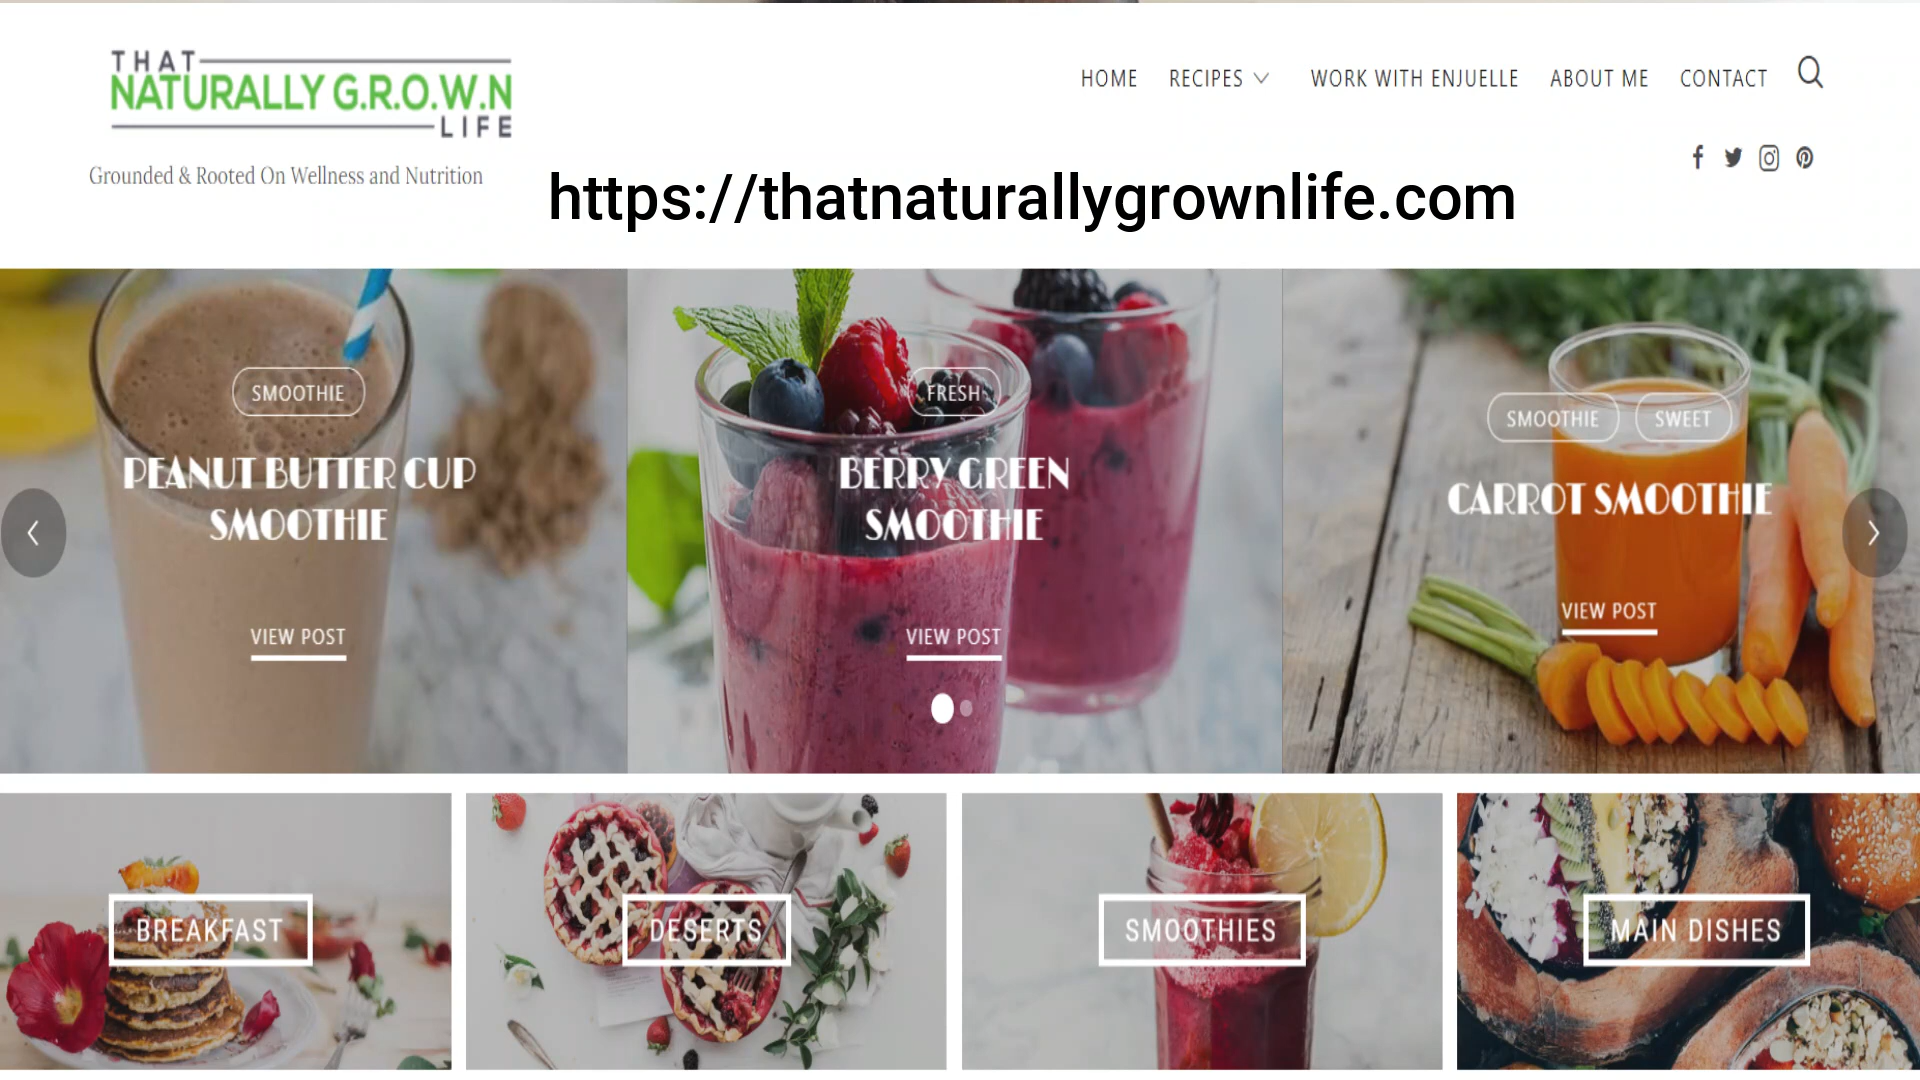 THAT
NATURALLY G.R.O.W.N
LIFE
Grounded & Rooted On Wellness and Nutrition
HOME RECIPES WORK WITH ENJUELLE ABOUT ME CONTACT
https://thatnaturallygrownlife.com
SMOOTHIE
PEANUT BUTTER CUP
SMOOTHIE
VIEW POST
FRESH
BERRY GREEN
SMOOTHIE
VIEW POST
SMOOTHIE SWEET
CARROT SMOOTHIE
VIEW POST
BREAKFAST
DESERTS
SMOOTHIES
MAIN DISHES